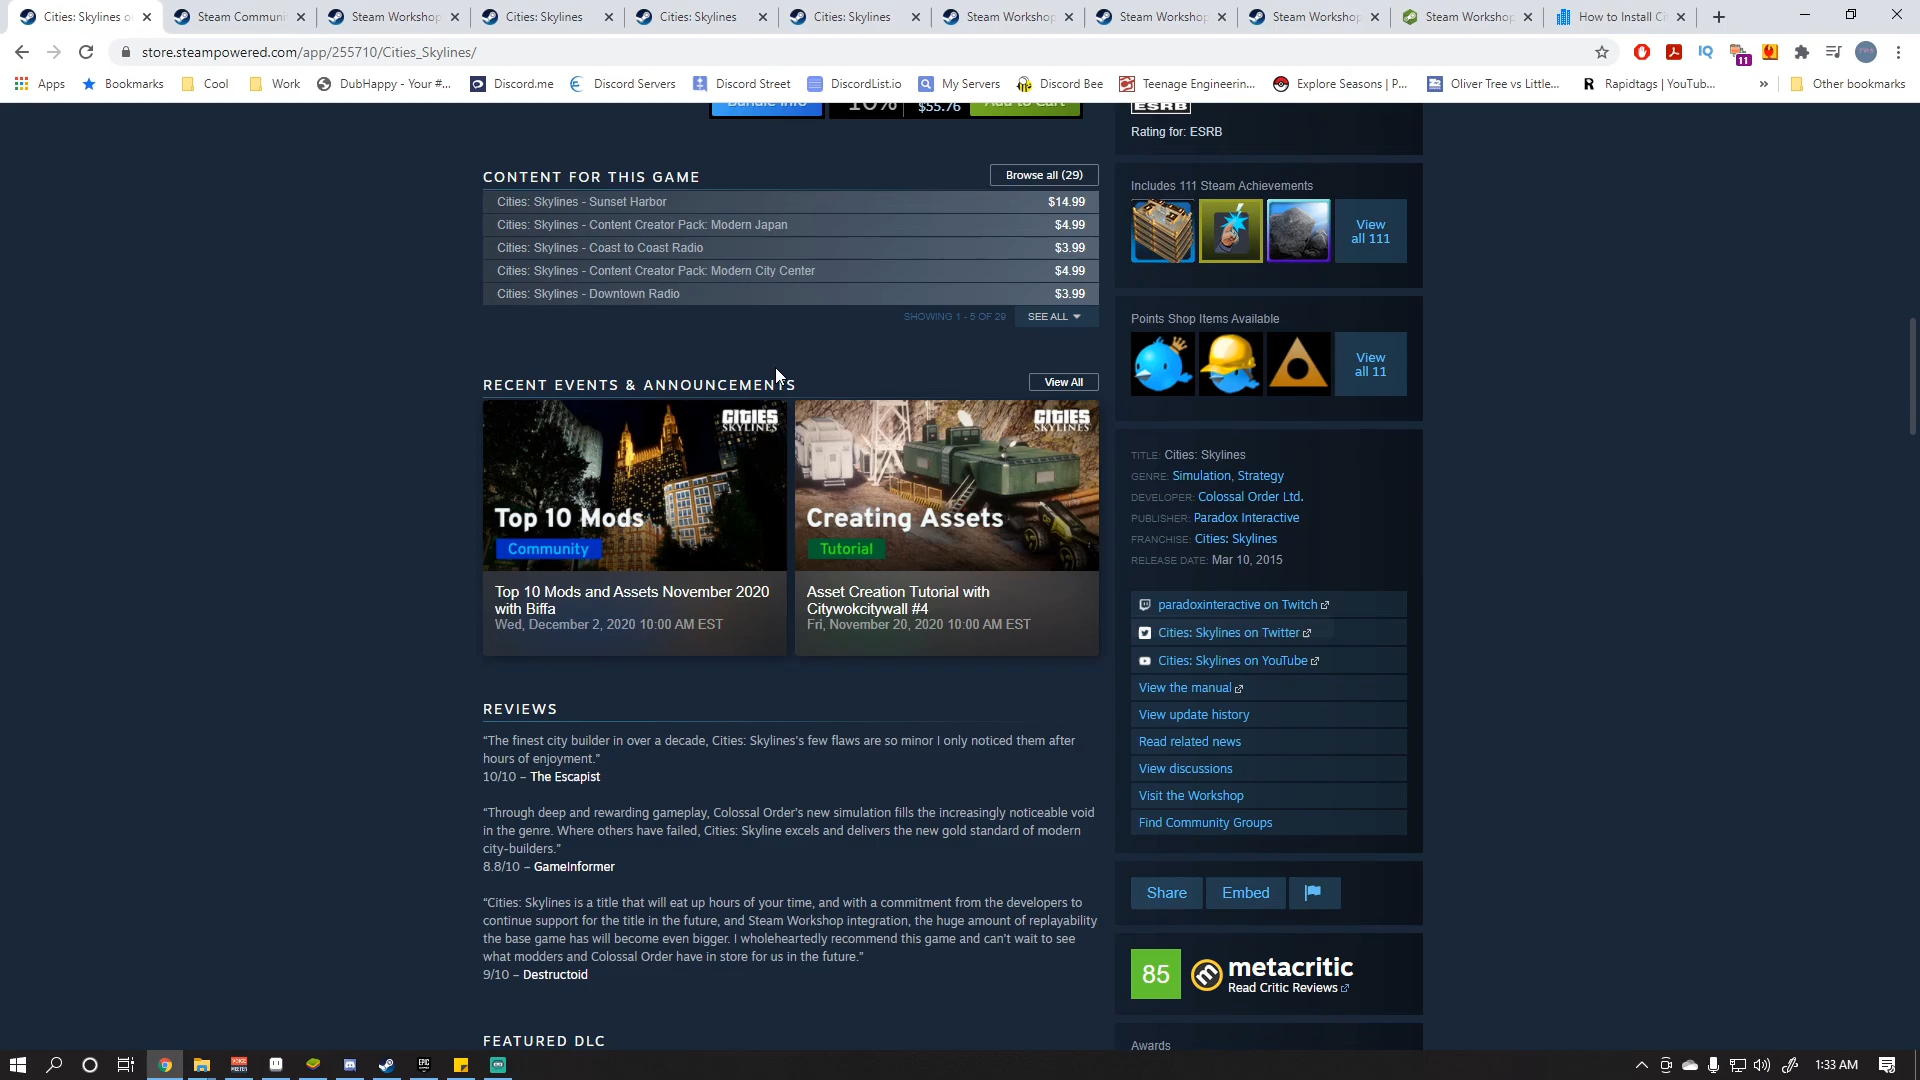 Cities: Skylines o
Steam Communi
Steam Workshop
Cities: Skylines
Cities: Skylines
Cities: Skylines
Steam Workshop
Steam Workshop
Steam Workshop
Steam Workshop
How to Install Ci
store.steampowered.com/app/255710/Cities_Skylines/
IQ
11
Apps
Bookmarks
Cool
Work
DubHappy - Your #...
Discord.me
Discord Servers
Discord Street
DiscordList.io
My Servers
Discord Bee
Teenage Engineerin...
Explore Seasons | P...
Oliver Tree vs Little...
Rapidtags | YouTub...
»
Other bookmarks
Bundle info
10%
$55.76
Add to Cart
ESRB
Rating for: ESRB
CONTENT FOR THIS GAME
Browse all (29)
Cities: Skylines - Sunset Harbor $14.99
Cities: Skylines - Content Creator Pack: Modern Japan $4.99
Cities: Skylines - Coast to Coast Radio $3.99
Cities: Skylines - Content Creator Pack: Modern City Center $4.99
Cities: Skylines - Downtown Radio $3.99
SHOWING 1 - 5 OF 29
SEE ALL
Includes 111 Steam Achievements
View
all 111
Points Shop Items Available
View
all 11
RECENT EVENTS & ANNOUNCEMENTS
View All
CITIES
SKYLINES
Top 10 Mods
Community
Top 10 Mods and Assets November 2020
with Biffa
Wed, December 2, 2020 10:00 AM EST
CITIES
SKYLINES
Creating Assets
Tutorial
Asset Creation Tutorial with
Citywokcitywall #4
Fri, November 20, 2020 10:00 AM EST
TITLE: Cities: Skylines
GENRE: Simulation, Strategy
DEVELOPER: Colossal Order Ltd.
PUBLISHER: Paradox Interactive
FRANCHISE: Cities: Skylines
RELEASE DATE: Mar 10, 2015
paradoxinteractive on Twitch
Cities: Skylines on Twitter
Cities: Skylines on YouTube
View the manual
View update history
Read related news
View discussions
Visit the Workshop
Find Community Groups
REVIEWS
“The finest city builder in over a decade, Cities: Skylines's few flaws are so minor I only noticed them after
hours of enjoyment.”
10/10 – The Escapist
“Through deep and rewarding gameplay, Colossal Order's new simulation fills the increasingly noticeable void
in the genre. Where others have failed, Cities: Skyline excels and delivers the new gold standard of modern
city-builders.”
8.8/10 – GameInformer
“Cities: Skylines is a title that will eat up hours of your time, and with a commitment from the developers to
continue support for the title in the future, and Steam Workshop integration, the huge amount of replayability
the base game has will become even bigger. I wholeheartedly recommend this game and can't wait to see
what modders and Colossal Order have in store for us in the future.”
9/10 – Destructoid
Share
Embed
85
metacritic
Read Critic Reviews
FEATURED DLC
Awards
EPIC
1:33 AM